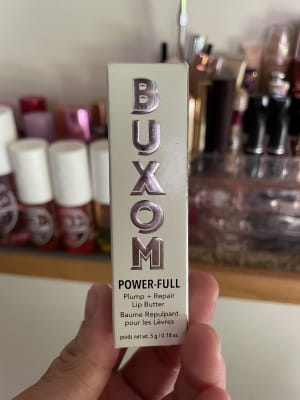 BUXOM
POWER-FULL
Plump + Repair
Lip Butter
Baume Repulpant
pour les Lèvres
poids net wt. 5 g / 0.18 oz.